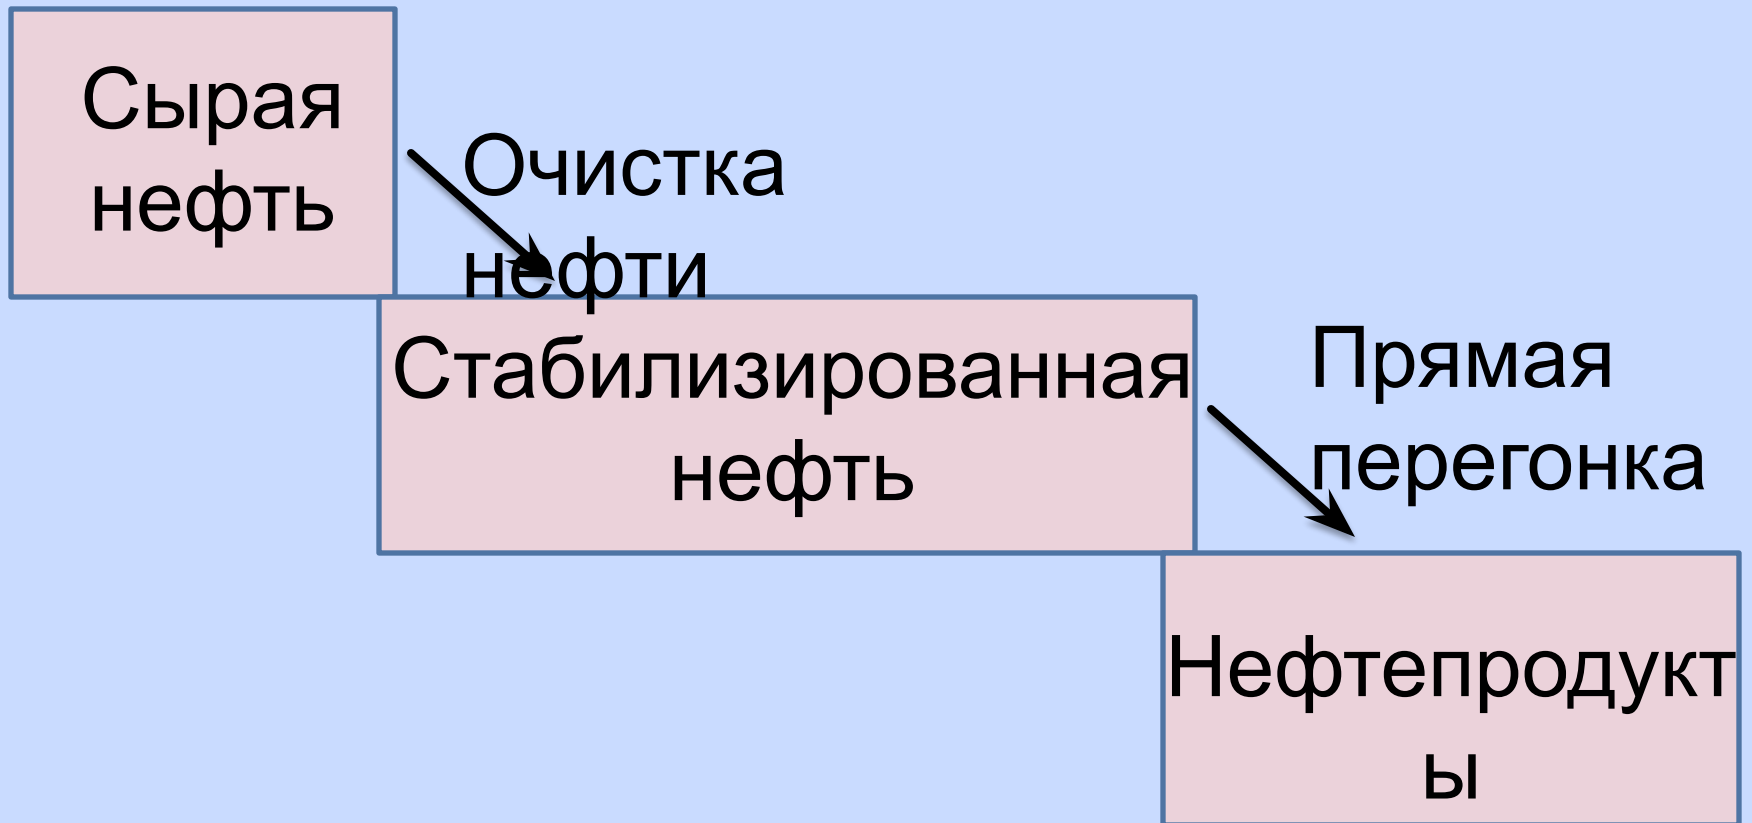 Сырая
нефть
Очистка
нефти
Стабилизированная
нефть
Прямая
перегонка
Нефтепродукт
ы